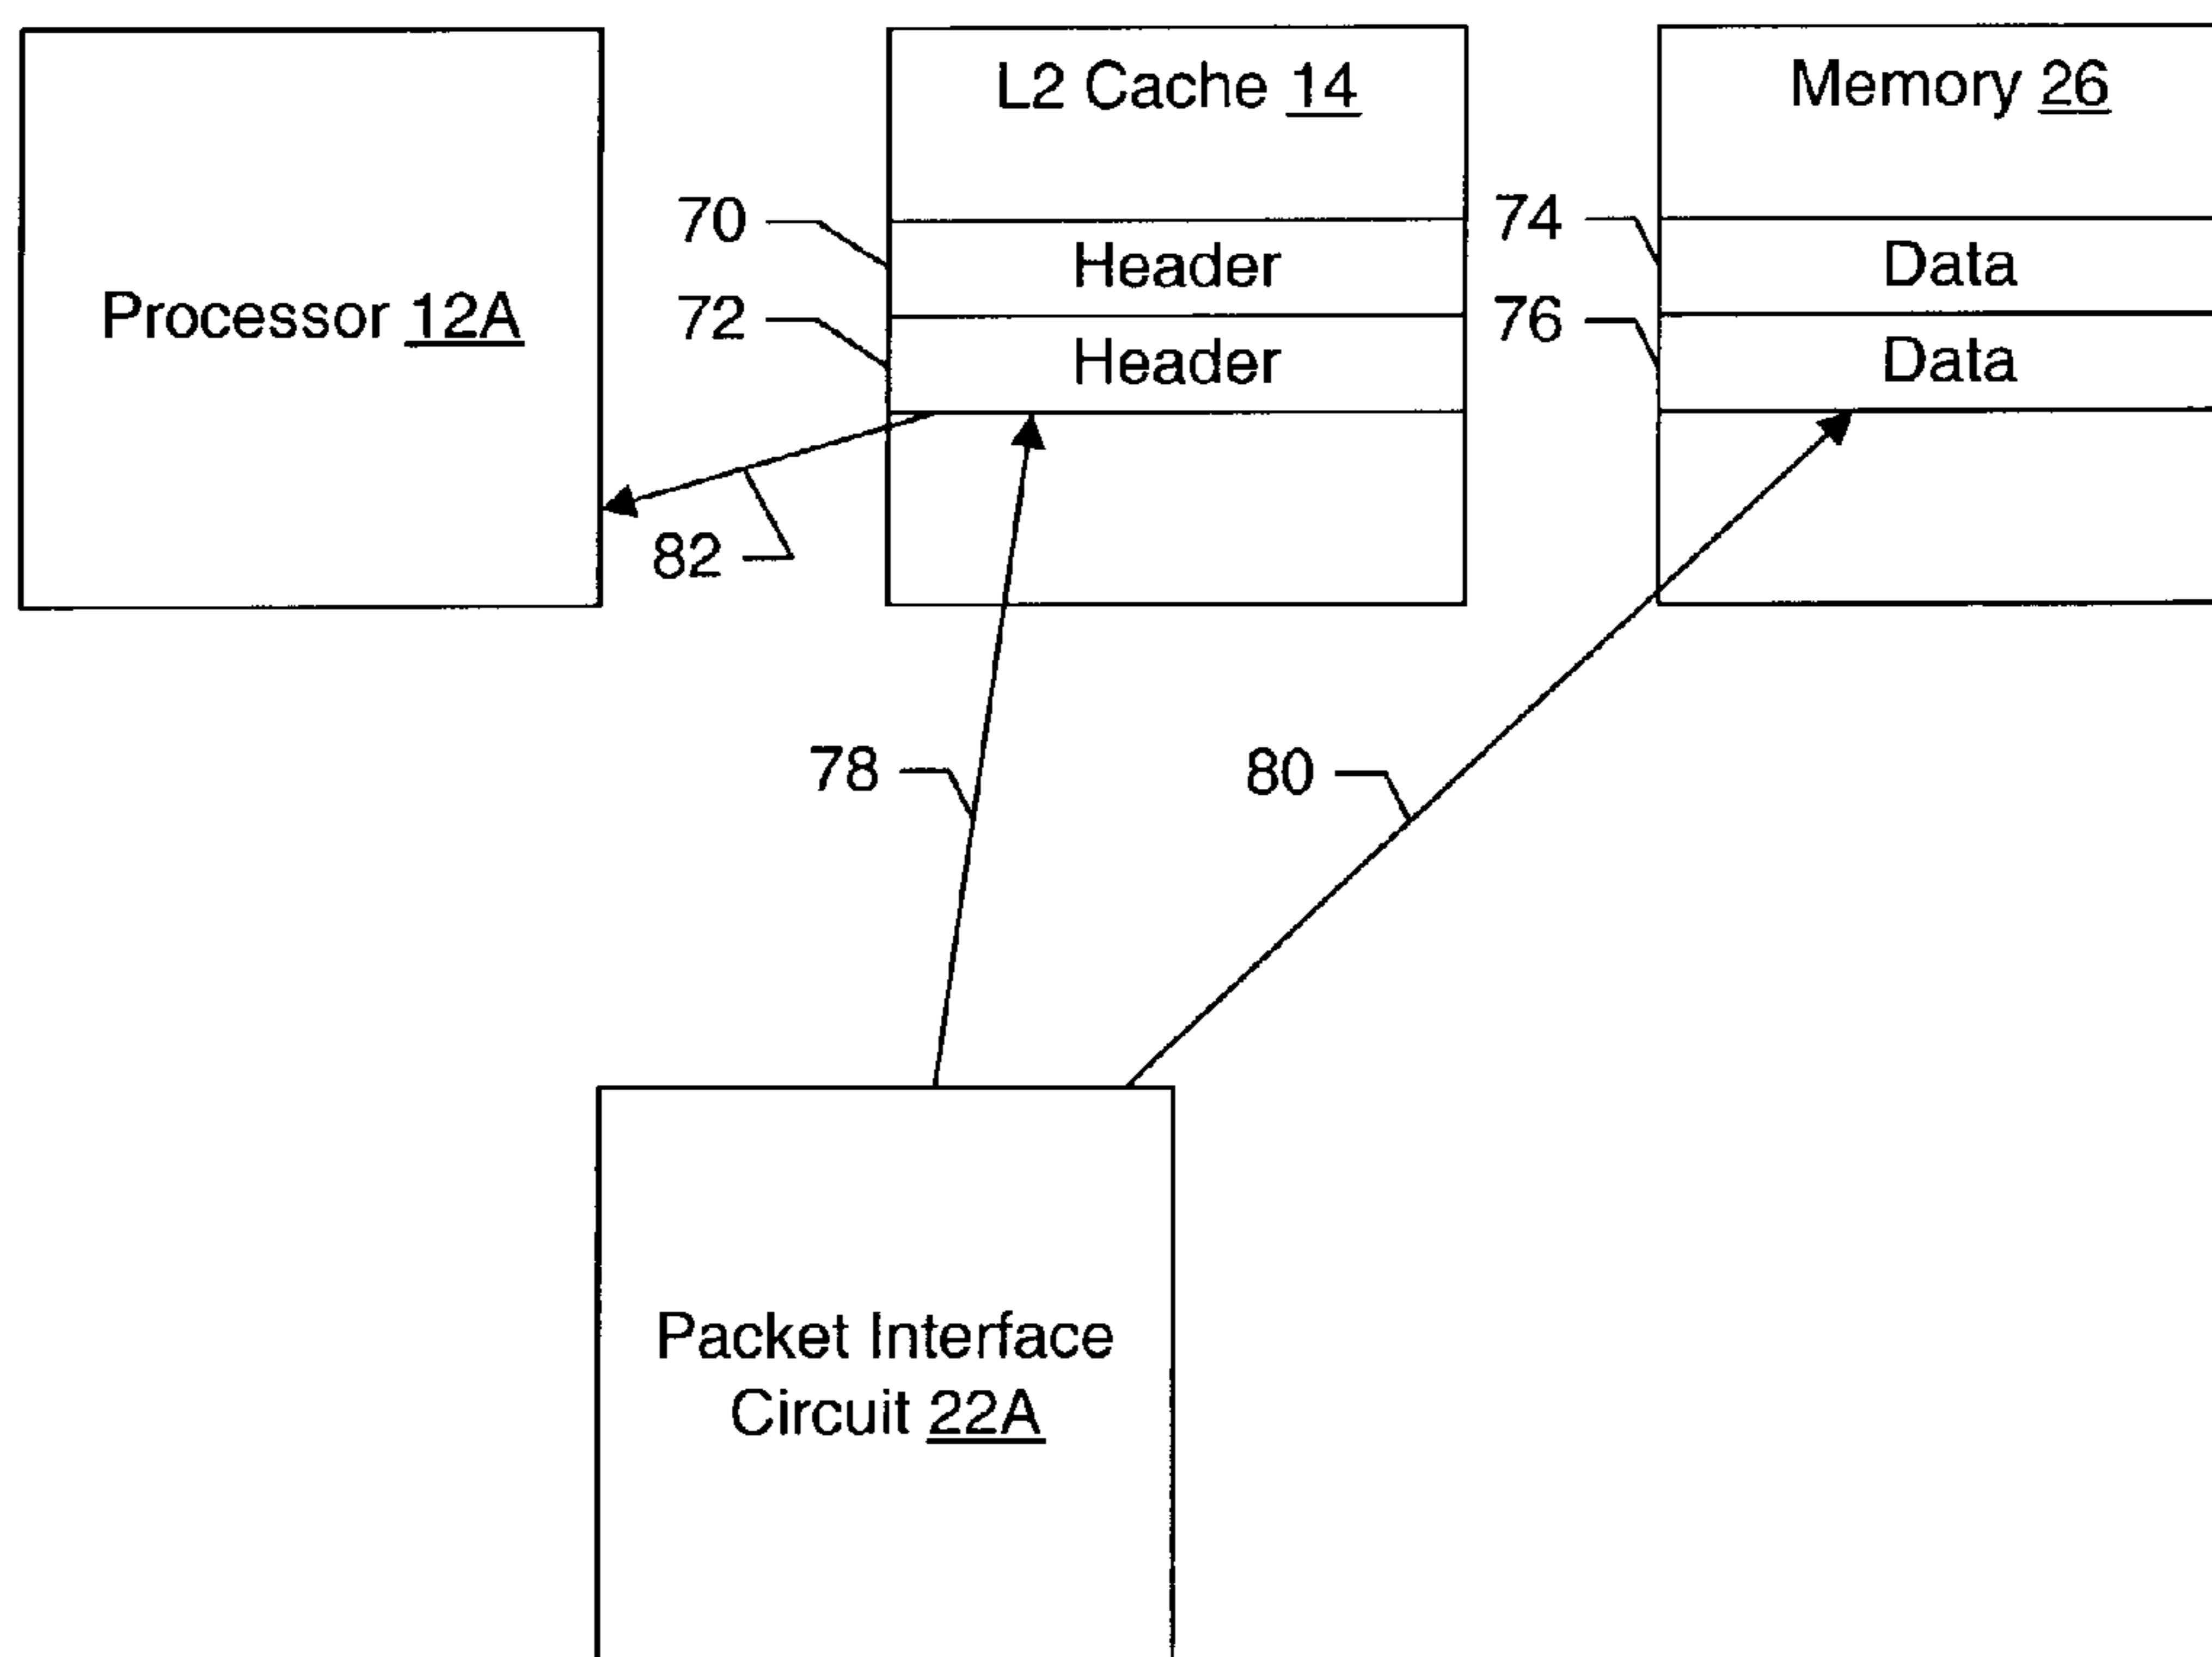 L2 Cache 14
Memory 26
70
Header
74
Data
Processor 12A
72
Header
76
Data
82
78
80
Packet Interface
Circuit 22A